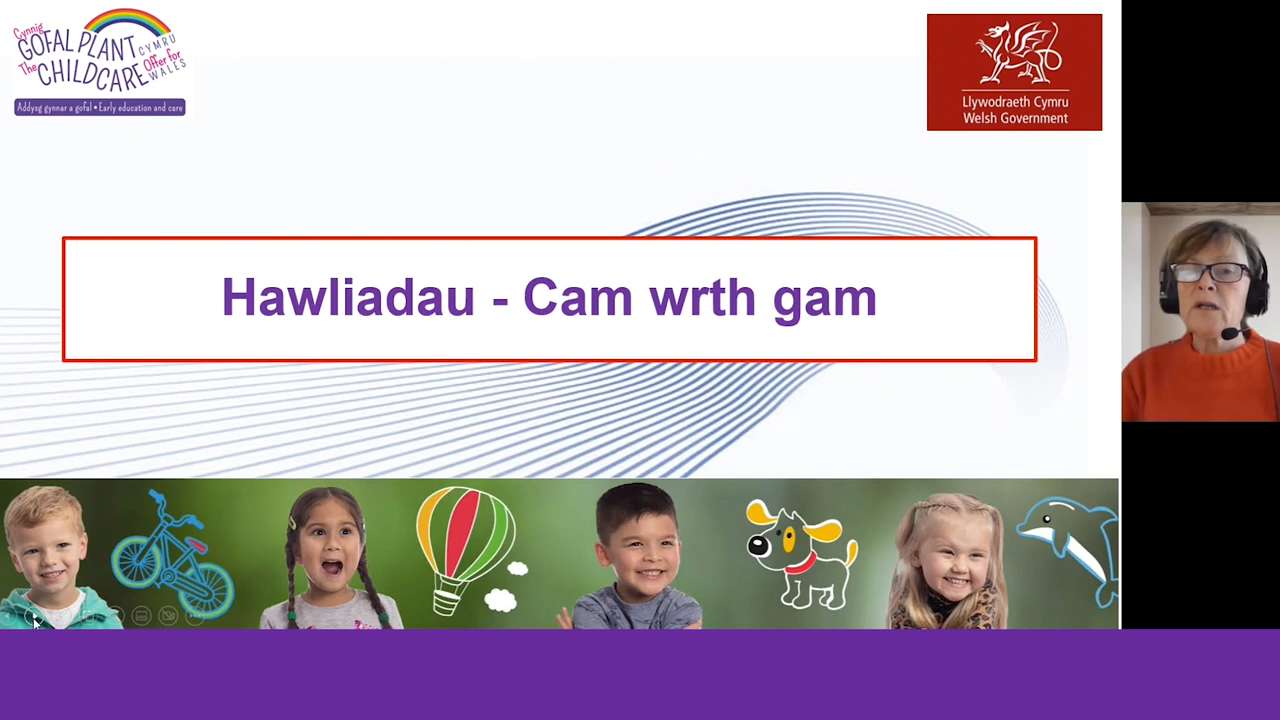 Cynnig
GOFAL PLANT
CYMRU
The CHILDCARE
Offer for
WALES
Addysg gynnar a gofal • Early education and care
Llywodraeth Cymru
Welsh Government
Hawliadau - Cam wrth gam